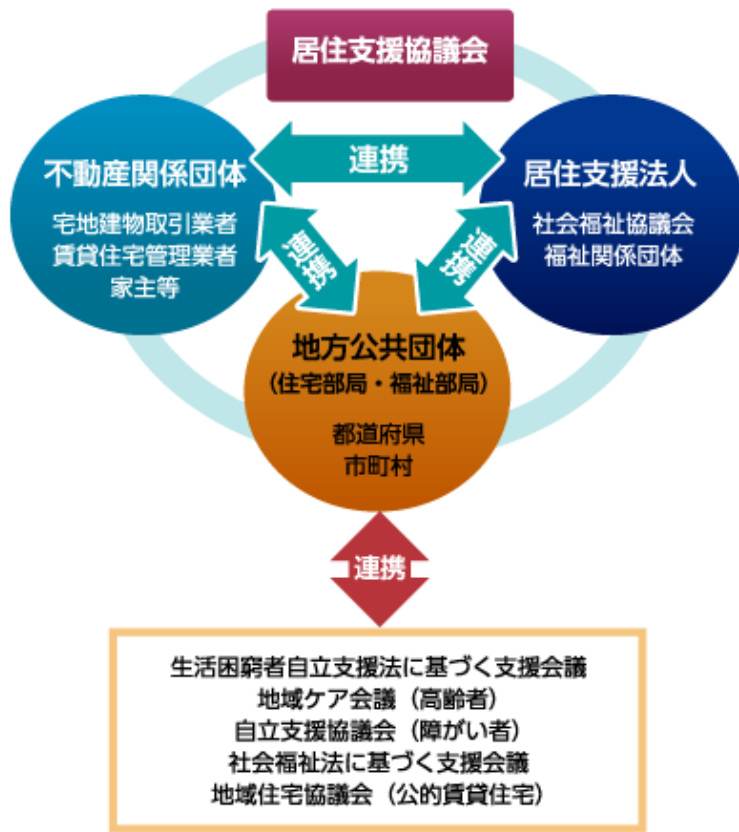 居住支援協議会
不動産関係団体
宅地建物取引業者
賃貸住宅管理業者
家主等
連携
居住支援法人
社会福祉協議会
福祉関係団体
連携
連携
地方公共団体
（住宅部局・福祉部局）
都道府県
市町村
連携
生活困窮者自立支援法に基づく支援会議
地域ケア会議（高齢者）
自立支援協議会（障がい者）
社会福祉法に基づく支援会議
地域住宅協議会（公的賃貸住宅）